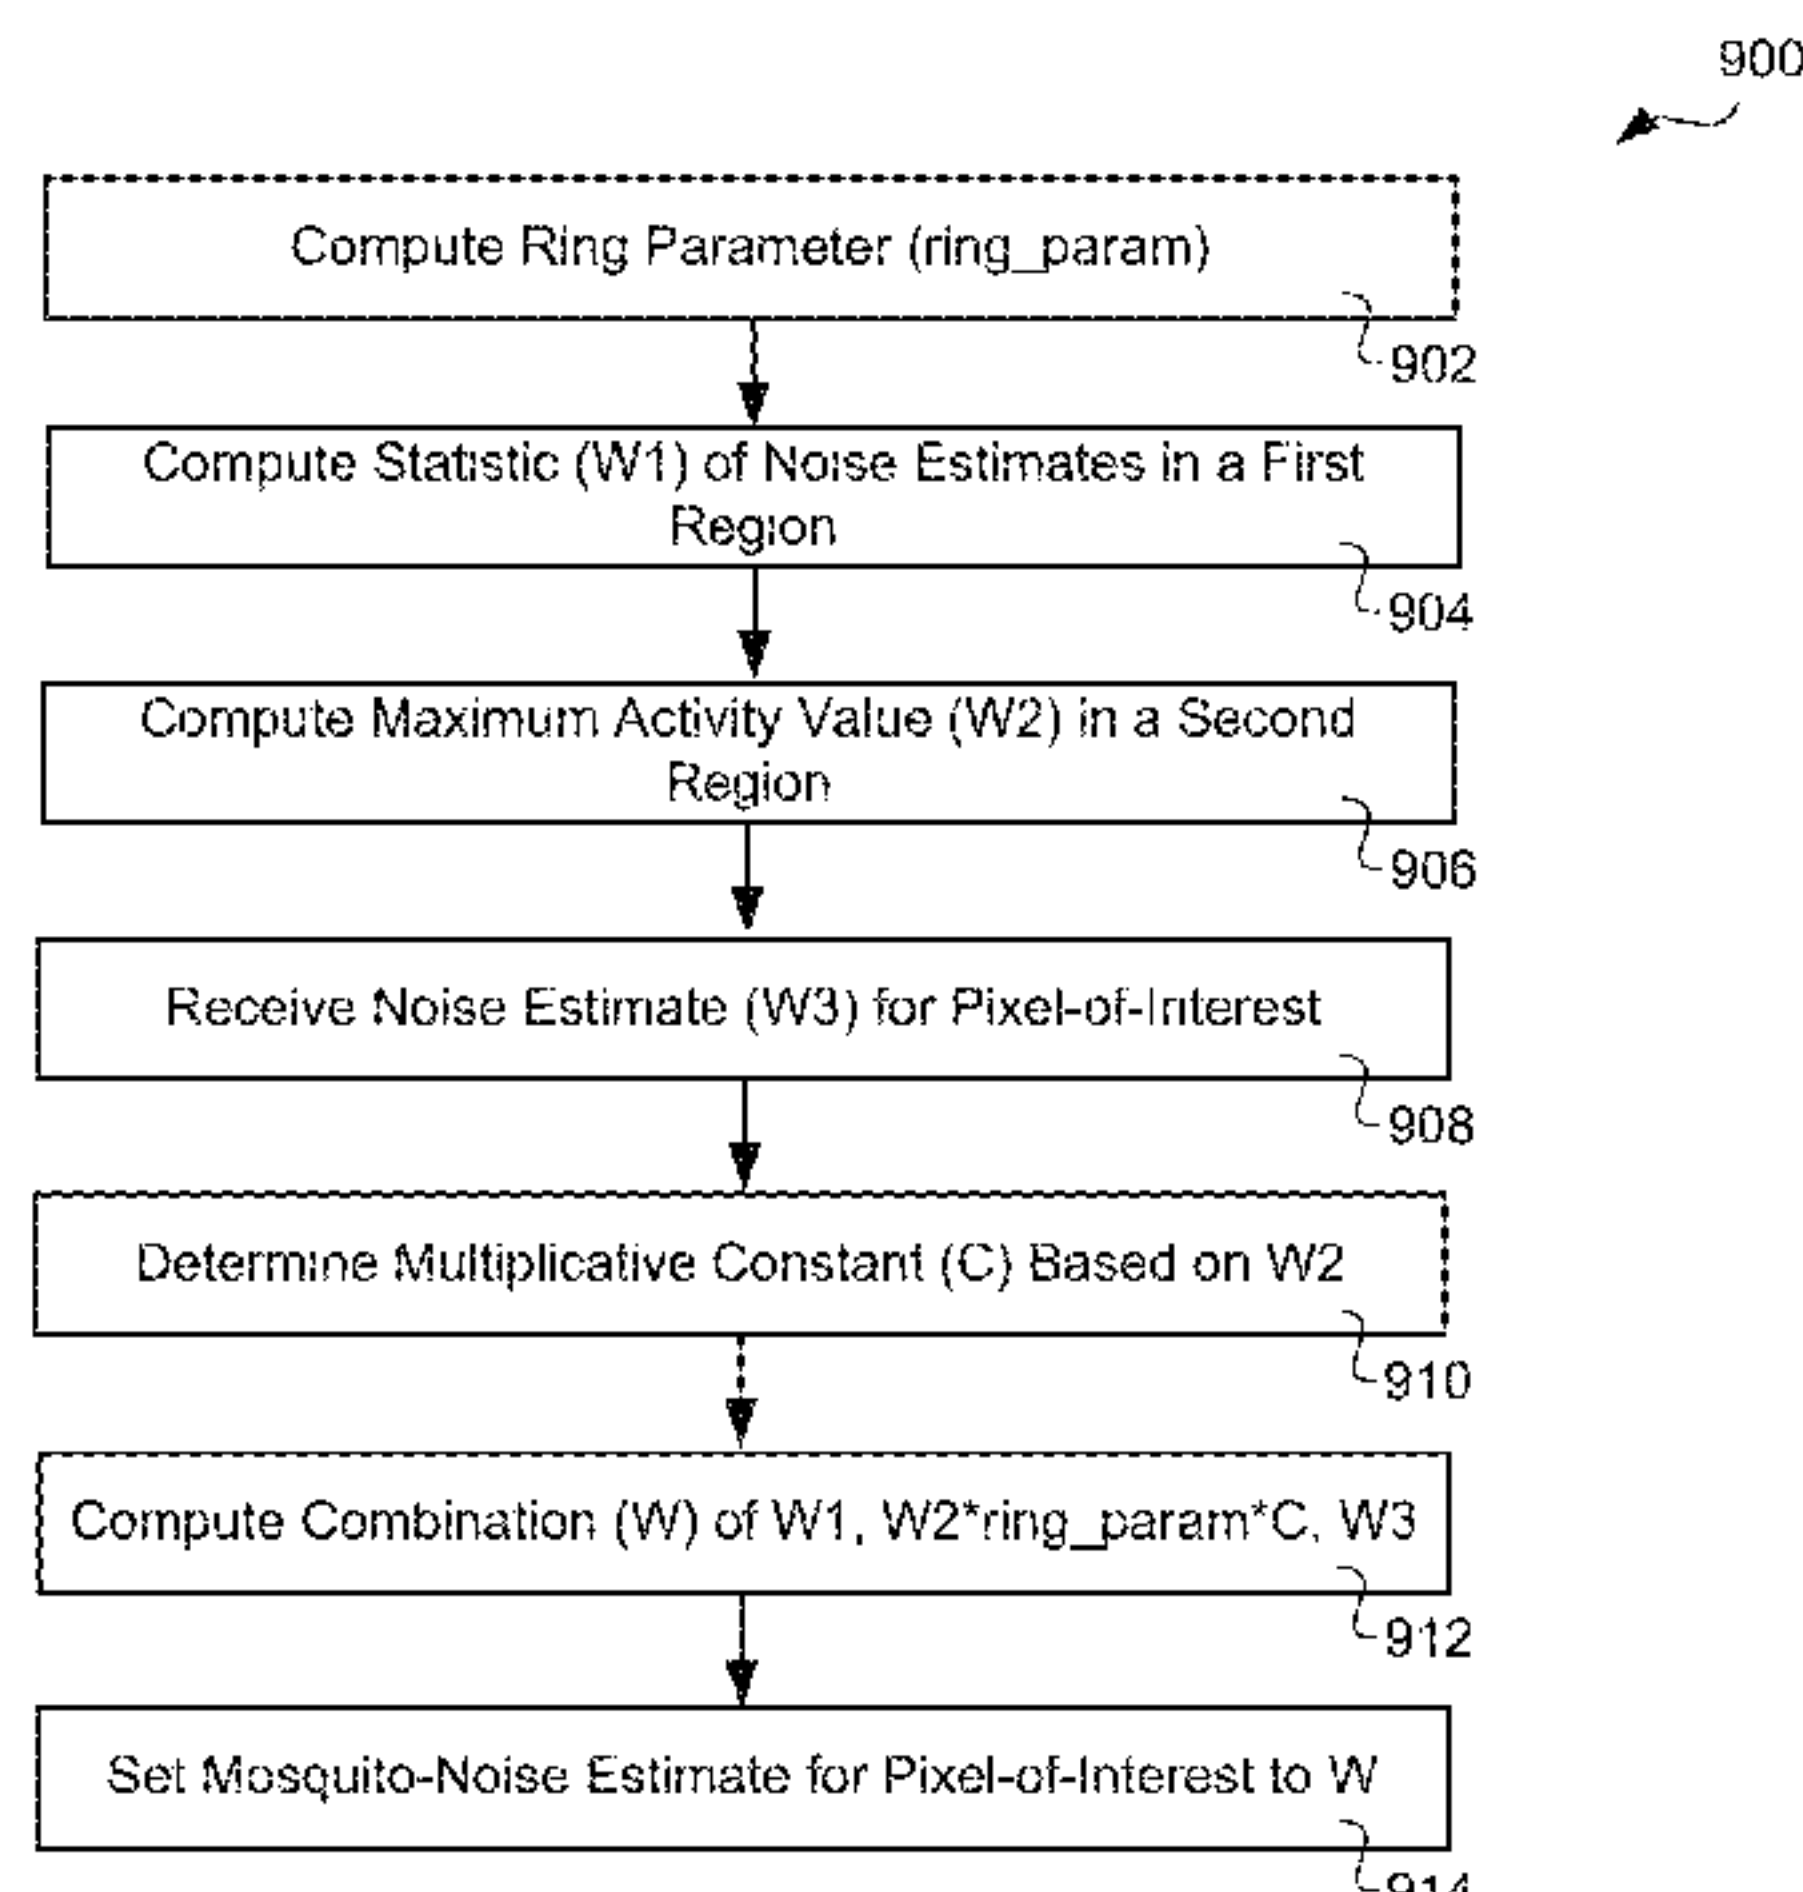 900
Compute Ring Parameter (ring_param)
902
Compute Statistic (W1) of Noise Estimates in a First
Region
904
Compute Maximum Activity Value (W2) in a Second
Region
906
Receive Noise Estimate (W3) for Pixel-of-Interest
908
Determine Multiplicative Constant (C) Based on W2
910
Compute Combination (W) of W1, W2*ring_param*C, W3
912
Set Mosquito-Noise Estimate for Pixel-of-Interest to W
914